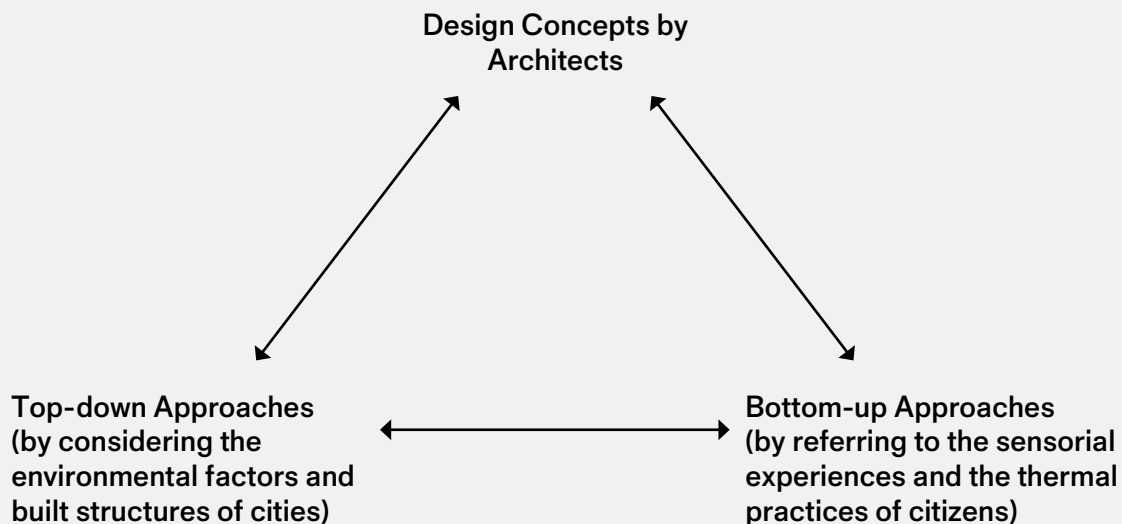 Design Concepts by
Architects
Top-down Approaches
(by considering the
environmental factors and
built structures of cities)
Bottom-up Approaches
(by referring to the sensorial
experiences and the thermal
practices of citizens)